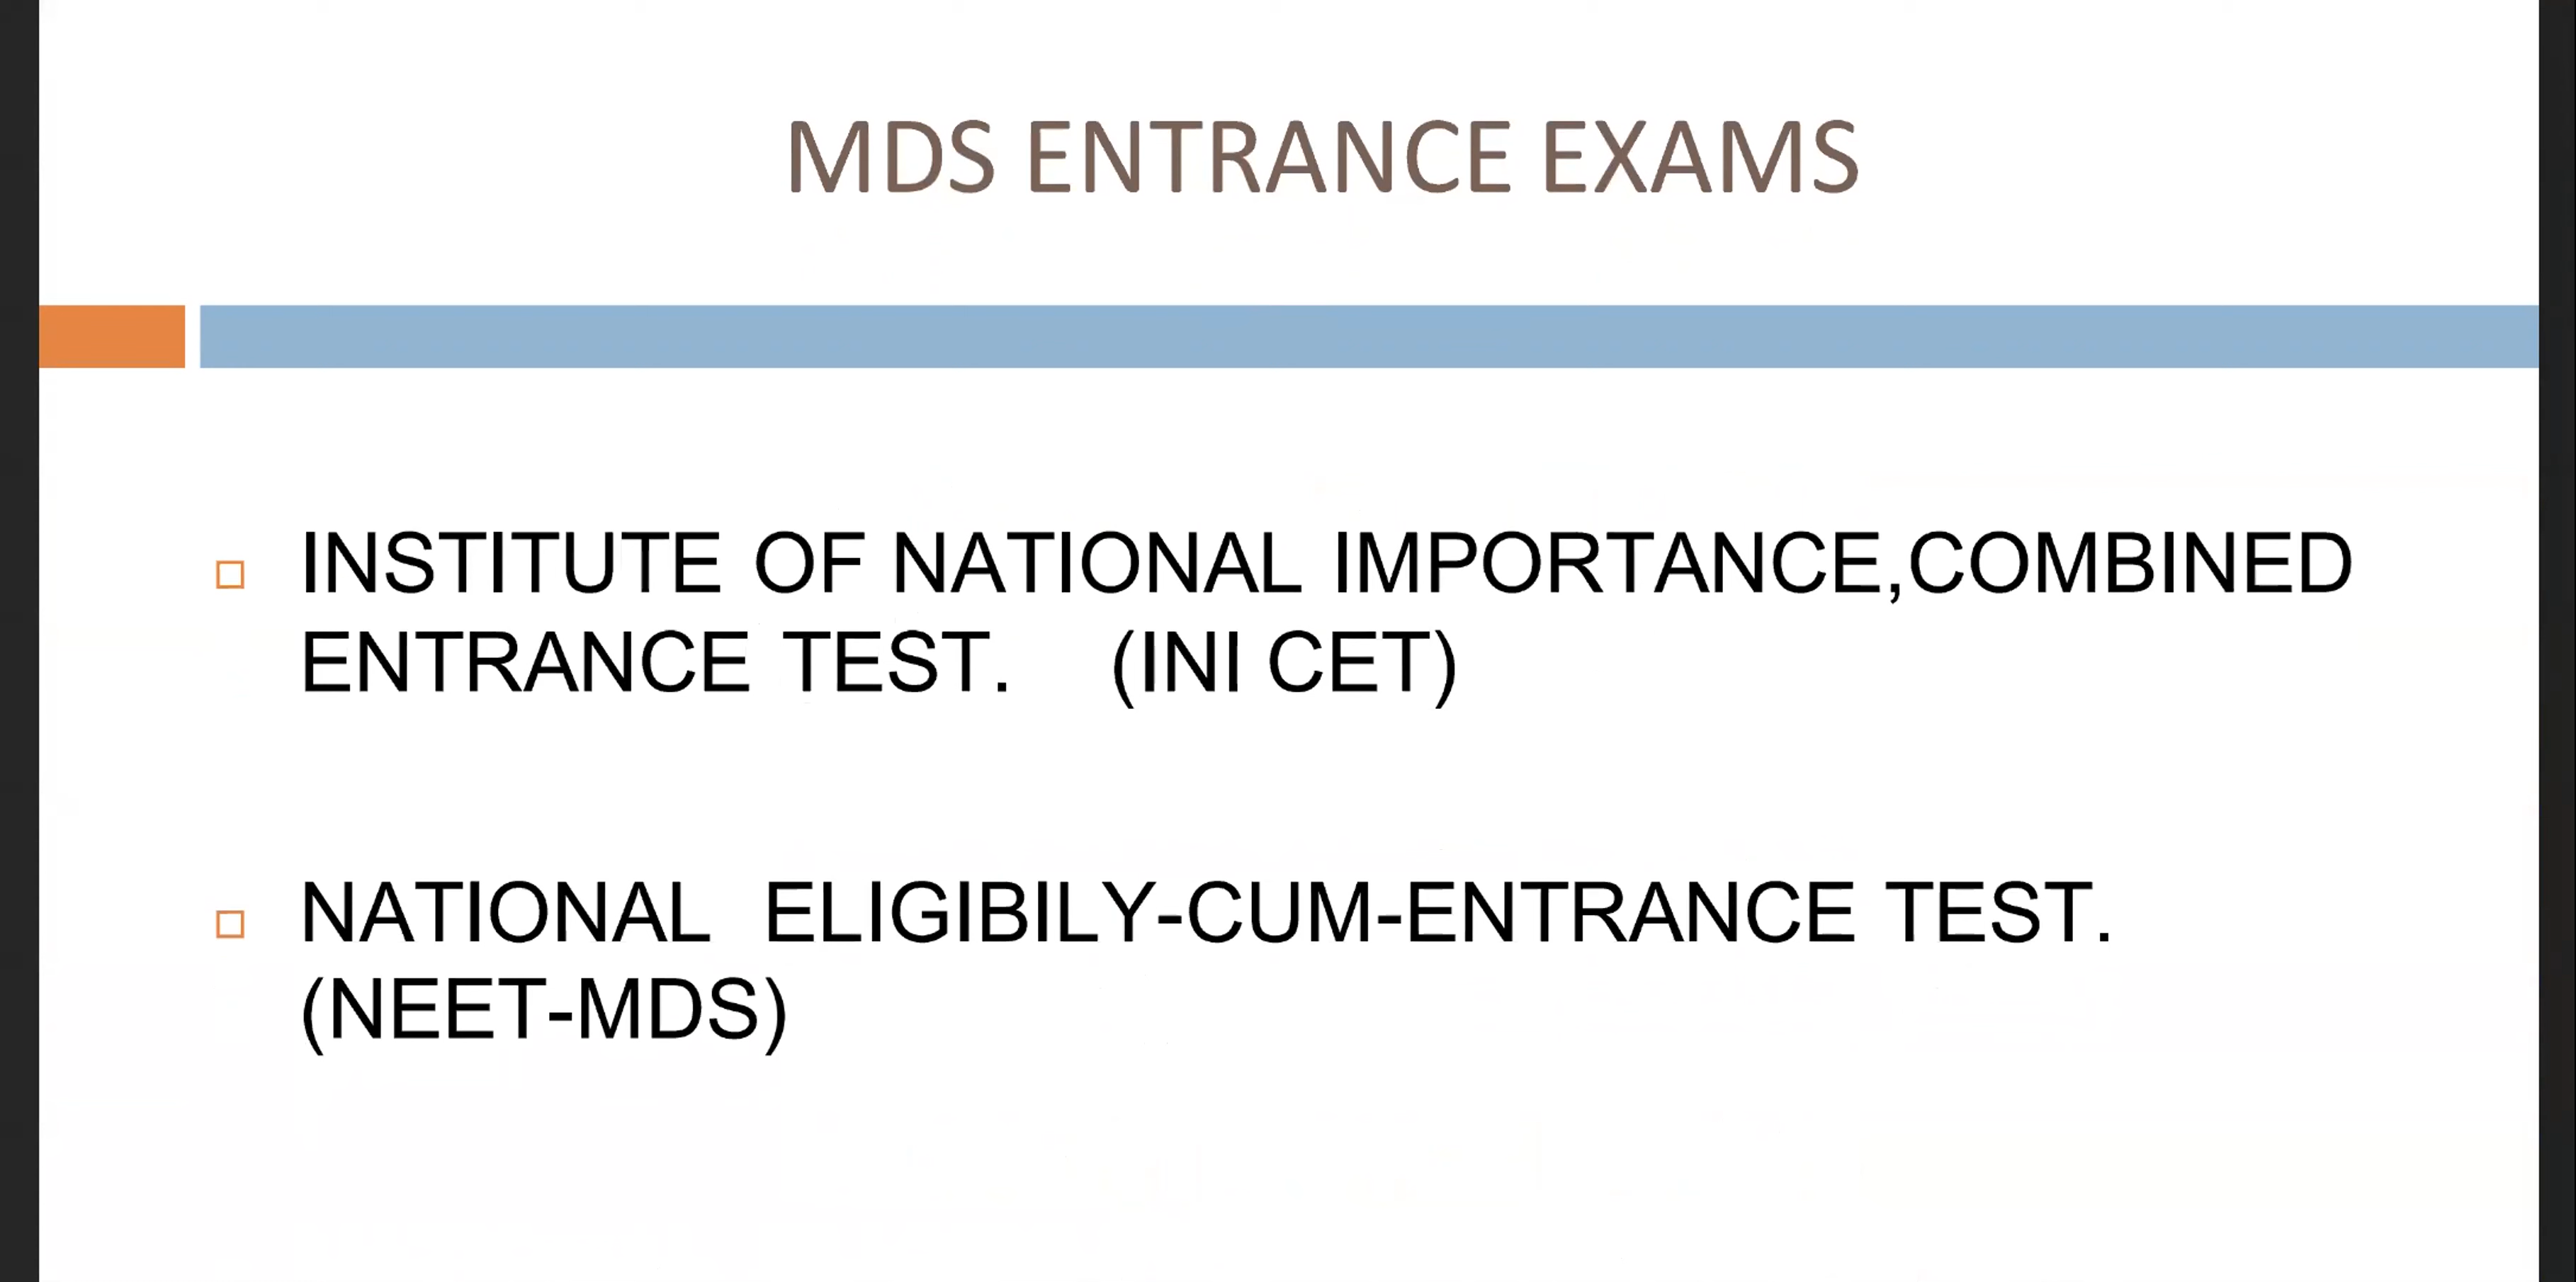 MDS ENTRANCE EXAMS
INSTITUTE OF NATIONAL IMPORTANCE,COMBINED
ENTRANCE TEST. (INI CET)
NATIONAL ELIGIBILY-CUM-ENTRANCE TEST.
(NEET-MDS)